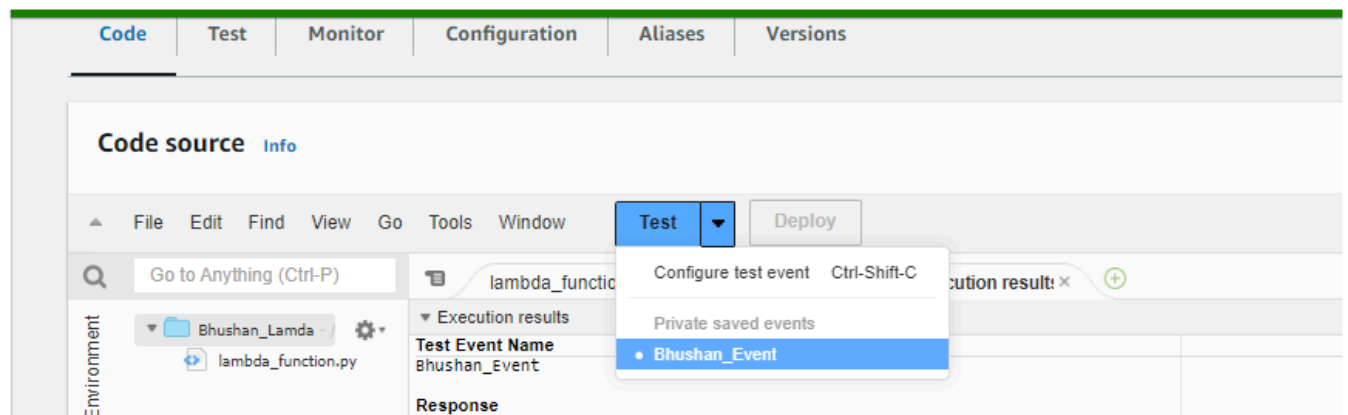 Code Test Monitor Configuration Aliases Versions
Code source Info
File Edit Find View Go Tools Window Test Deploy
Go to Anything (Ctrl-P)
lambda_functio
cution results ×
Configure test event Ctrl-Shift-C
Private saved events
Bhushan_Event
Environment
Bhushan_Lamda - /
lambda_function.py
Execution results
Test Event Name
Bhushan_Event
Response